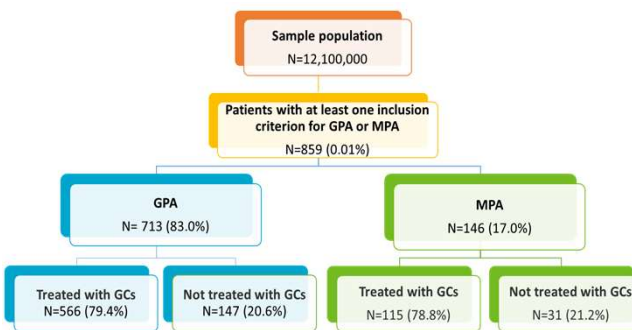 Sample population
N=12,100,000
Patients with at least one inclusion
criterion for GPA or MPA
N=859 (0.01%)
GPA
N= 713 (83.0%)
MPA
N=146 (17.0%)
Treated with GCs
N=566 (79.4%)
Not treated with GCs
N=147 (20.6%)
Treated with GCs
N=115 (78.8%)
Not treated with GCs
N=31 (21.2%)